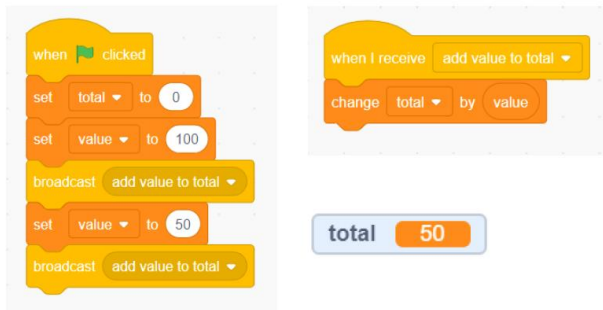 when clicked
set total to 0
set value to 100
broadcast add value to total
set value to 50
broadcast add value to total
when I receive add value to total
change total by value
total 50